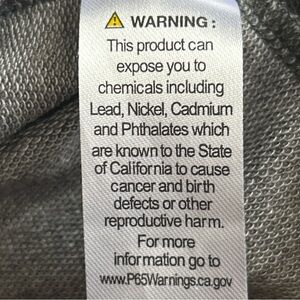 ⚠ WARNING:
This product can
expose you to
chemicals including
Lead, Nickel, Cadmium
and Phthalates which
are known to the State
of California to cause
cancer and birth
defects or other
reproductive harm.
For more
information go to
www.P65Warnings.ca.gov